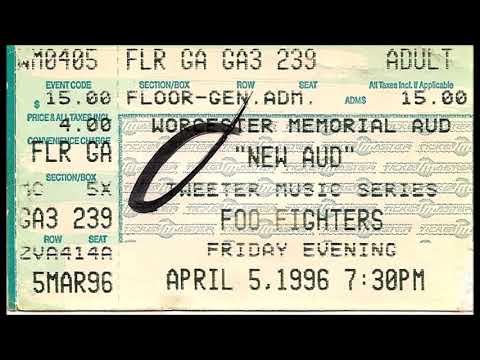 WM0405 FLR GA GA3 239 ADULT
EVENT CODE SECTION/BOX ROW SEAT All Taxes Incl. If Applicable
$ 15.00 FLOOR-GEN.ADM. ADM$ 15.00
PRICE & ALL TAXES INCL.
4.00 WORCESTER MEMORIAL AUD
CONVENIENCE CHARGE
FLR GA "NEW AUD"
SECTION/BOX
MC 5X TWEETER MUSIC SERIES
GA3 239 FOO FIGHTERS
ROW SEAT
ZVA414A FRIDAY EVENING
5MAR96 APRIL 5,1996 7:30PM
TICKETMASTER